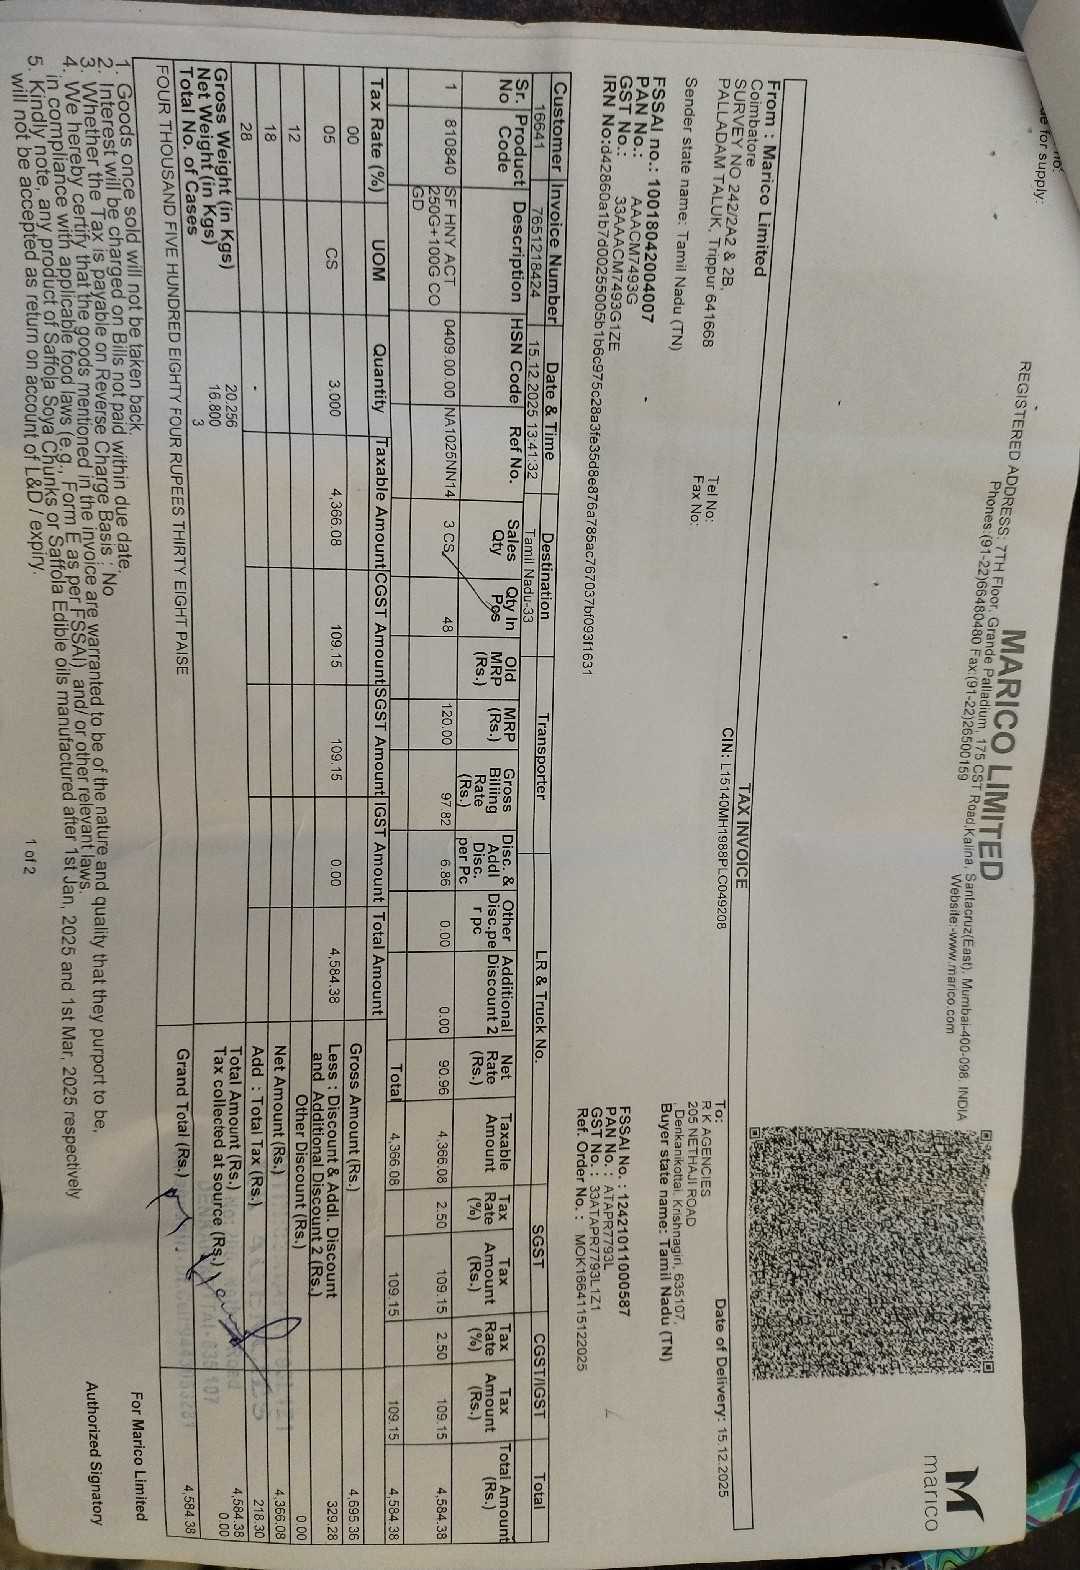 MARICO LIMITED
REGISTERED ADDRESS: 7TH Floor, Grande Palladium, 175 CST Road,Kalina, Santacruz(East), Mumbai-400-098. INDIA
Phones:(91-22)66480480 Fax:(91-22)26500159 Website:-www.marico.com
marico
e for supply:
TAX INVOICE
CIN: L15140MH1988PLC049208
Date of Delivery: 15.12.2025
From : Marico Limited
Coimbatore
SURVEY NO 242/2A2 & 2B,
PALLADAM TALUK, Trippur 641668
Tel No:
Fax No:
Sender state name: Tamil Nadu (TN)
FSSAI no.: 10018042004007
PAN No.: AAACM7493G
GST No.: 33AAACM7493G1ZE
IRN No:d42860a1b7d00255005b1b6c975c28a3fe35d8e876a785ac767037bf093f1631
To:
R K AGENCIES
205 NETHAJI ROAD
, Denkanikottai, Krishnagiri, 635107,
Buyer state name: Tamil Nadu (TN)
FSSAI No. : 12421011000587
PAN No. : ATAPR7793L
GST No. : 33ATAPR7793L1Z1
Ref. Order No. : MOK1664115122025
Customer Invoice Number Date & Time Destination Transporter LR & Truck No. SGST CGST/IGST Total
16641 7651218424 15.12.2025 13:41:32 Tamil Nadu-33
Sr. No Product Code Description HSN Code Ref No. Sales Qty Qty In Pcs Old MRP (Rs.) MRP (Rs.) Gross Billing Rate (Rs.) Disc. & Addl Disc. per Pc Other Disc.pe r pc Additional Discount 2 Net Rate (Rs.) Taxable Amount Tax Rate (%) Tax Amount (Rs.) Tax Rate (%) Tax Amount (Rs.) Total Amount (Rs.)
1 810840 SF HNY ACT 250G+100G CO GD 0409.00.00 NA1025NN14 3 CS 48 120.00 97.82 6.86 0.00 0.00 90.96 4,366.08 2.50 109.15 2.50 109.15 4,584.38
Total 4,366.08 109.15 109.15 4,584.38
Tax Rate (%) UOM Quantity Taxable Amount CGST Amount SGST Amount IGST Amount Total Amount
00
05 CS 3.000 4,366.08 109.15 109.15 0.00 4,584.38
12
18
28 -
Gross Amount (Rs.) 4,695.36
Less : Discount & Addl. Discount and Additional Discount 2 (Rs.) 329.28
Other Discount (Rs.) 0.00
Net Amount (Rs.) 4,366.08
Add : Total Tax (Rs.) 218.30
Total Amount (Rs.) 4,584.38
Tax collected at source (Rs.) 0.00
Gross Weight (in Kgs) 20.256
Net Weight (in Kgs) 16.800
Total No. of Cases 3
FOUR THOUSAND FIVE HUNDRED EIGHTY FOUR RUPEES THIRTY EIGHT PAISE
Grand Total (Rs.) 4,584.38
1. Goods once sold will not be taken back.
2. Interest will be charged on Bills not paid within due date.
3. Whether the Tax is payable on Reverse Charge Basis : No
4. We hereby certify that the goods mentioned in the invoice are warranted to be of the nature and quality that they purport to be,
in compliance with applicable food laws (e.g., Form E as per FSSAI) and/ or other relevant laws.
5. Kindly note, any product of Saffola Soya Chunks or Saffola Edible oils manufactured after 1st Jan, 2025 and 1st Mar, 2025 respectively
will not be accepted as return on account of L&D / expiry.
For Marico Limited
Authorized Signatory
1 of 2